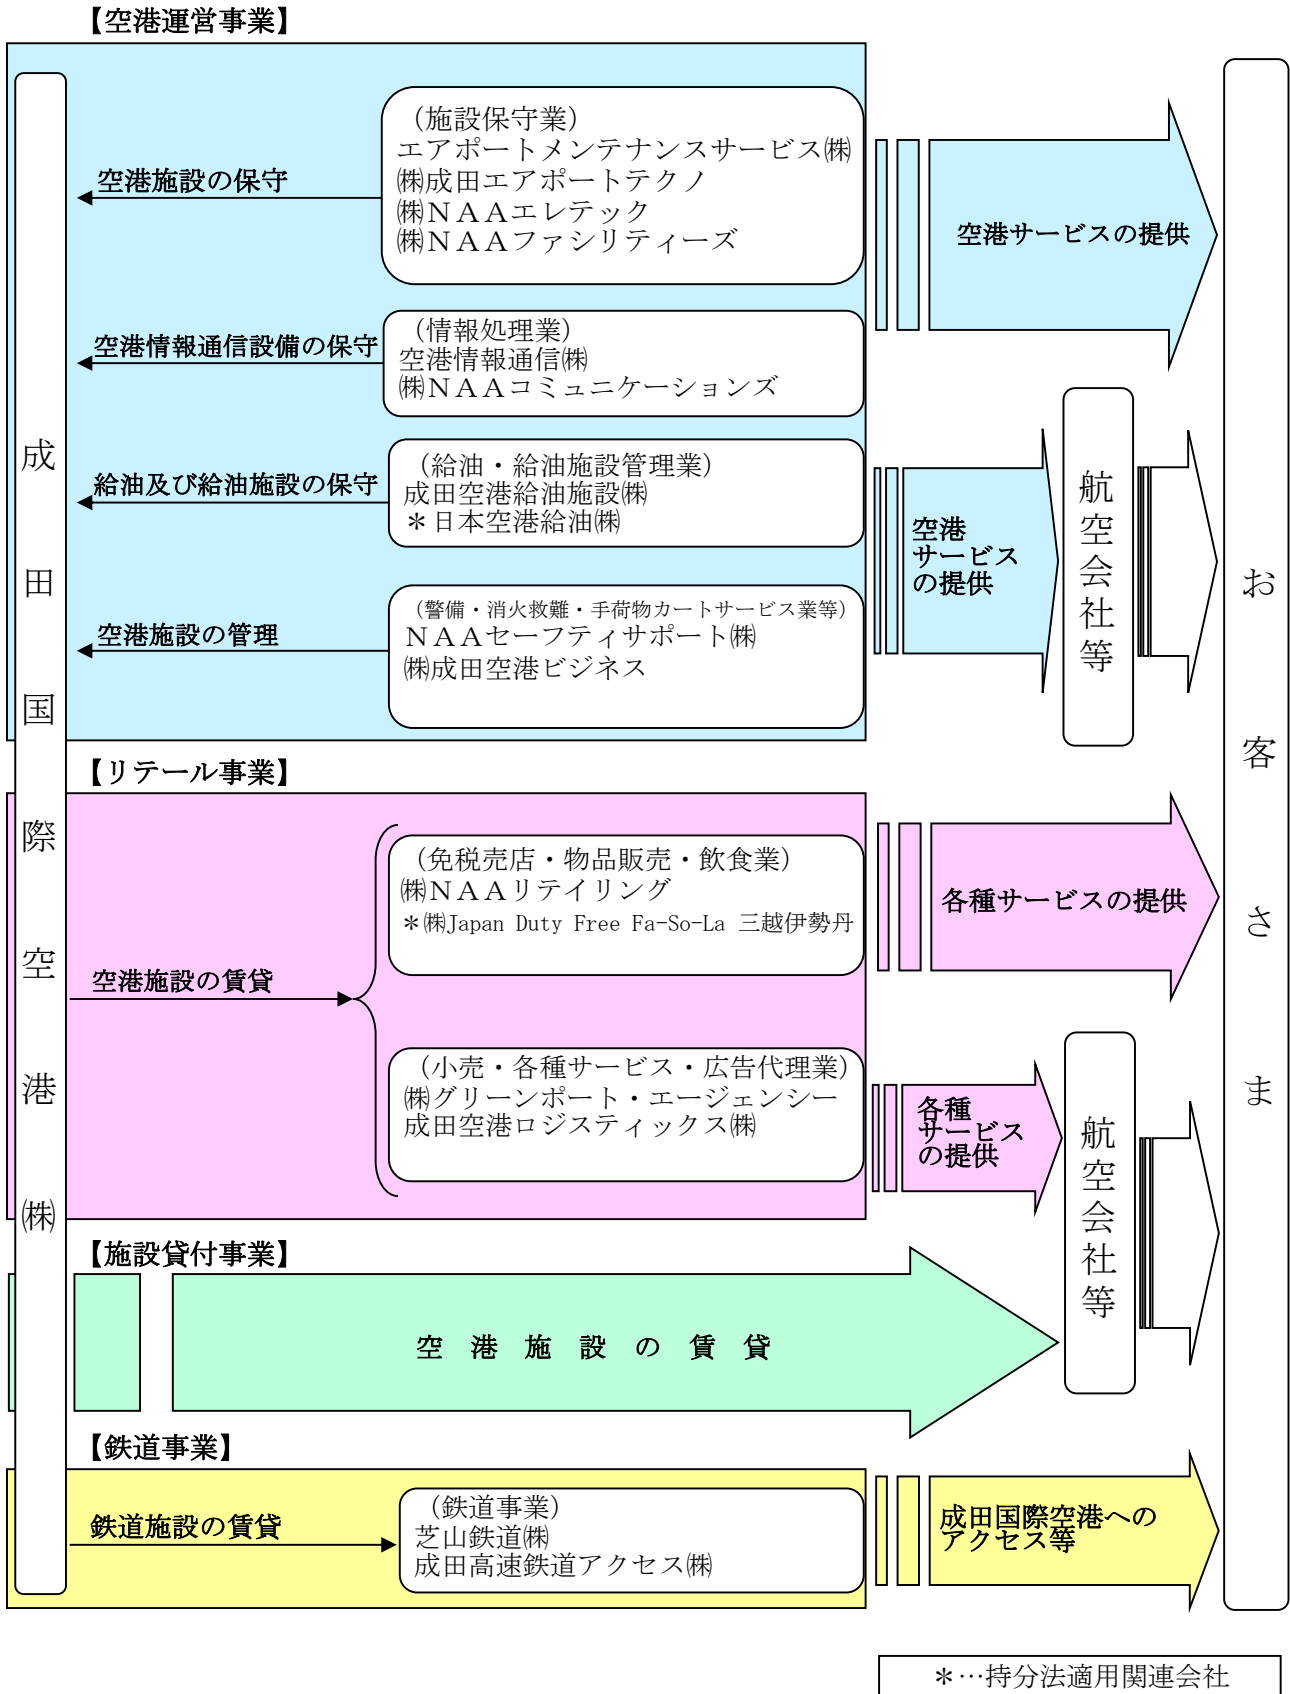 【空港運営事業】
成田国際空港㈱
空港施設の保守
（施設保守業）
エアポートメンテナンスサービス㈱
㈱成田エアポートテクノ
㈱ＮＡＡエレテック
㈱ＮＡＡファシリティーズ
空港サービスの提供
空港情報通信設備の保守
（情報処理業）
空港情報通信㈱
㈱ＮＡＡコミュニケーションズ
給油及び給油施設の保守
（給油・給油施設管理業）
成田空港給油施設㈱
＊日本空港給油㈱
空港施設の管理
（警備・消火救難・手荷物カートサービス業等）
ＮＡＡセーフティサポート㈱
㈱成田空港ビジネス
空港
サービス
の提供
航空会社等
お客さま
【リテール事業】
空港施設の賃貸
（免税売店・物品販売・飲食業）
㈱ＮＡＡリテイリング
＊㈱Japan Duty Free Fa-So-La 三越伊勢丹
各種サービスの提供
（小売・各種サービス・広告代理業）
㈱グリーンポート・エージェンシー
成田空港ロジスティックス㈱
各種
サービス
の提供
航空会社等
【施設貸付事業】
空港施設の賃貸
【鉄道事業】
鉄道施設の賃貸
（鉄道事業）
芝山鉄道㈱
成田高速鉄道アクセス㈱
成田国際空港への
アクセス等
＊…持分法適用関連会社